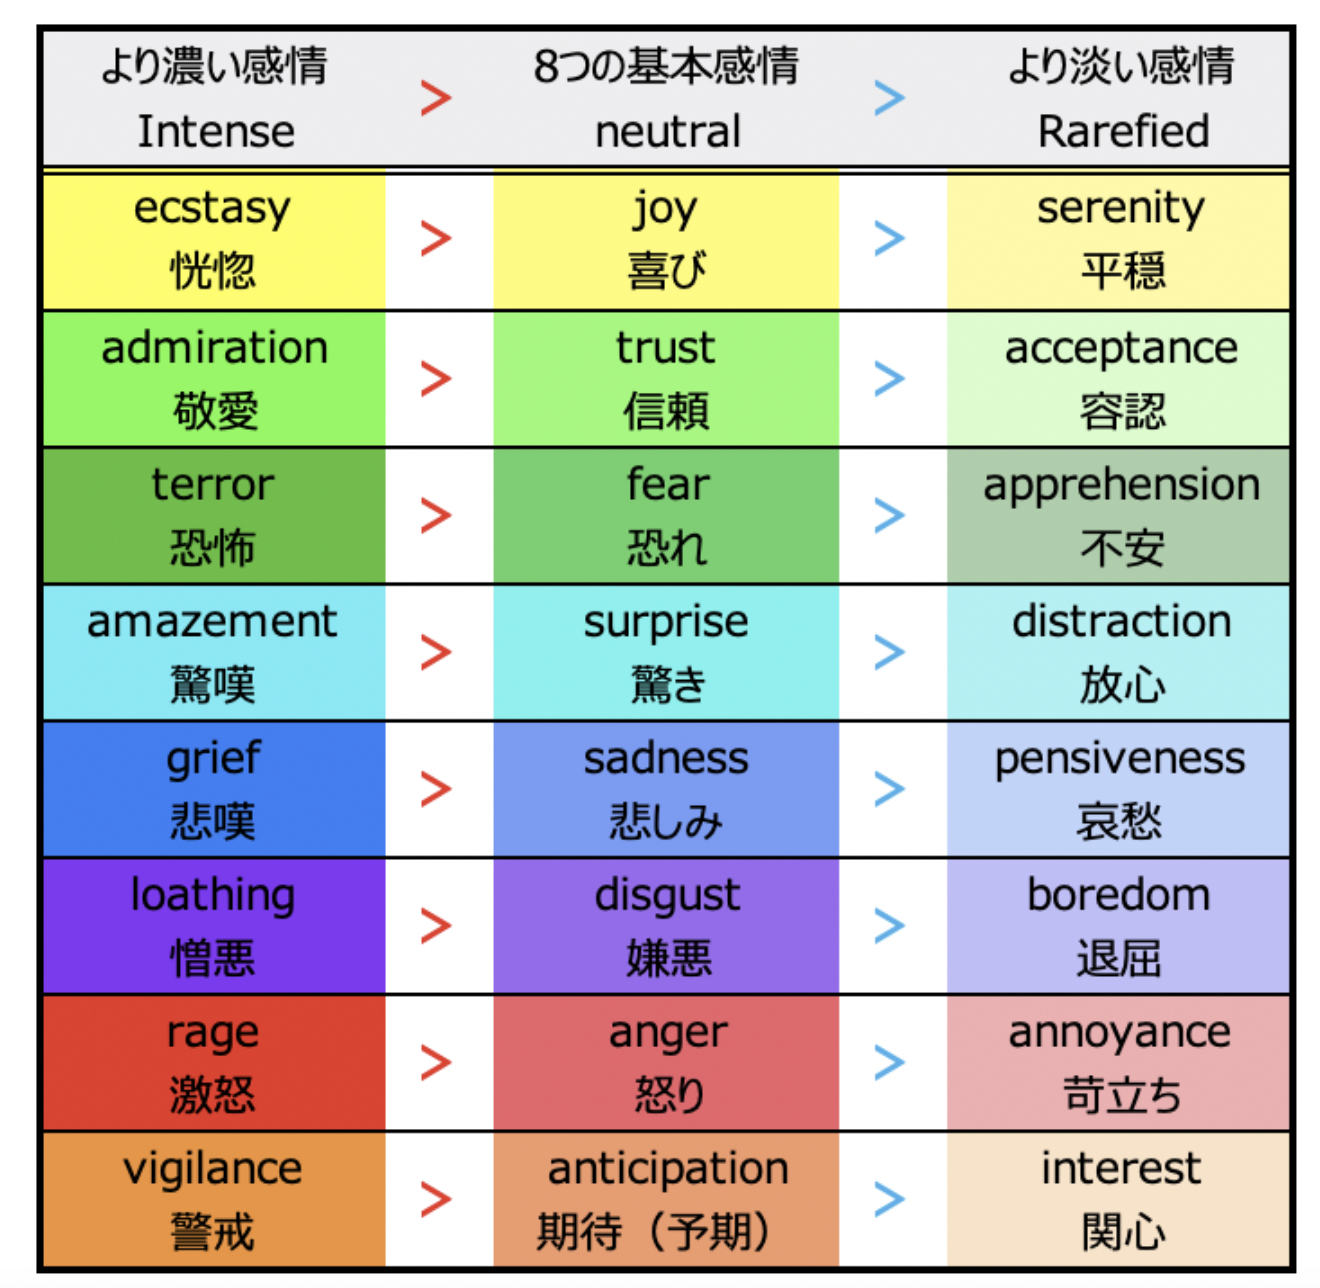 より濃い感情 > 8つの基本感情 > より淡い感情
Intense neutral Rarefied
ecstasy > joy > serenity
恍惚 喜び 平穏
admiration > trust > acceptance
敬愛 信頼 容認
terror > fear > apprehension
恐怖 恐れ 不安
amazement > surprise > distraction
驚嘆 驚き 放心
grief > sadness > pensiveness
悲嘆 悲しみ 哀愁
loathing > disgust > boredom
憎悪 嫌悪 退屈
rage > anger > annoyance
激怒 怒り 苛立ち
vigilance > anticipation > interest
警戒 期待（予期） 関心